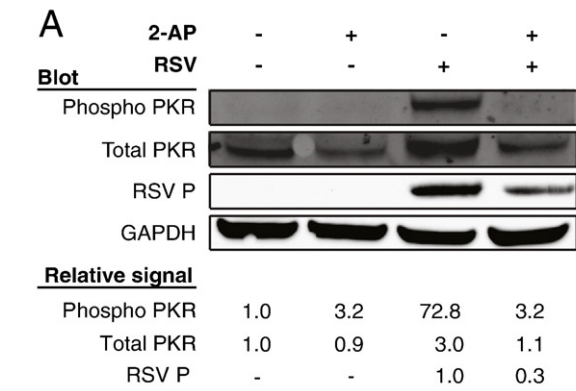 A
2-AP - + - +
RSV - - + +
Blot
Phospho PKR
Total PKR
RSV P
GAPDH
Relative signal
Phospho PKR 1.0 3.2 72.8 3.2
Total PKR 1.0 0.9 3.0 1.1
RSV P - - 1.0 0.3